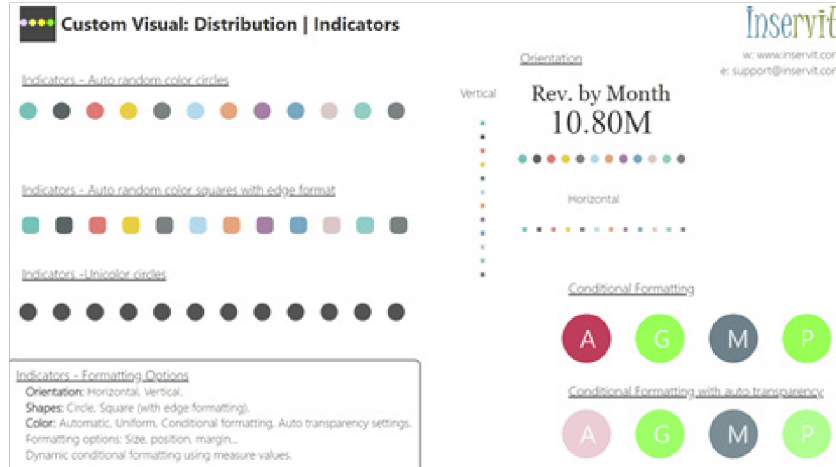 Custom Visual: Distribution | Indicators
Inservit
w: www.inservit.com
e: support@inservit.com
Indicators - Auto random color circles
Indicators - Auto random color squares with edge format
Indicators -Unicolor circles
Orientation
Vertical
Rev. by Month
10.80M
Horizontal
Conditional Formatting
A G M P
Conditional Formatting with auto transparency
A G M P
Indicators - Formatting Options
Orientation: Horizontal, Vertical.
Shapes: Circle, Square (with edge formatting).
Color: Automatic, Uniform, Conditional formatting, Auto transparency settings.
Formatting options: Size, position, margin...
Dynamic conditional formatting using measure values.